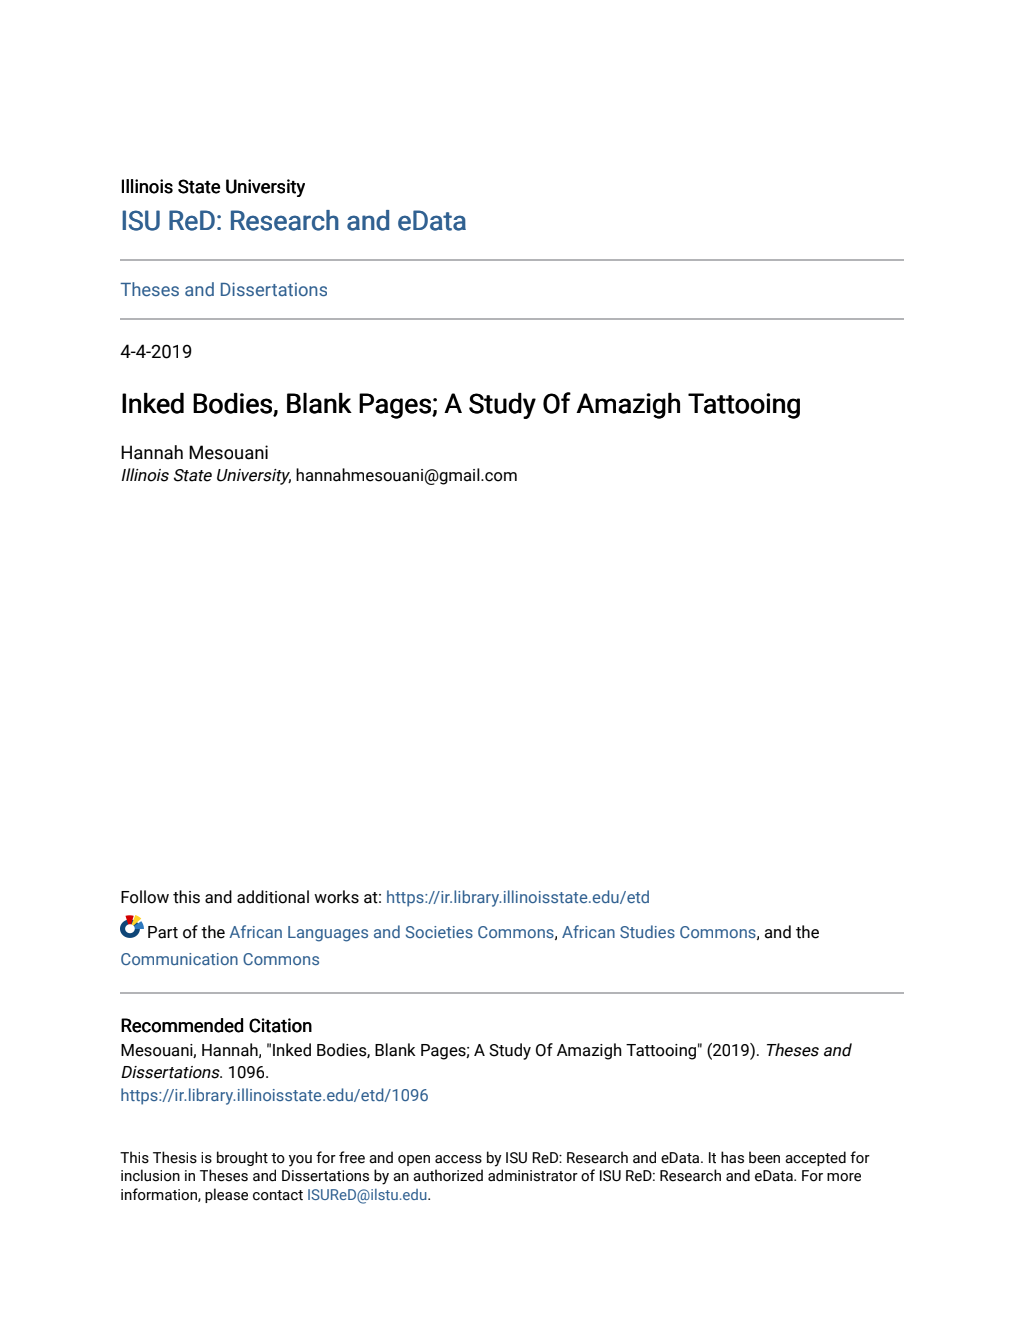 Illinois State University
ISU ReD: Research and eData
Theses and Dissertations
4-4-2019
Inked Bodies, Blank Pages; A Study Of Amazigh Tattooing
Hannah Mesouani
Illinois State University, hannahmesouani@gmail.com
Follow this and additional works at: https://ir.library.illinoisstate.edu/etd
Part of the African Languages and Societies Commons, African Studies Commons, and the
Communication Commons
Recommended Citation
Mesouani, Hannah, "Inked Bodies, Blank Pages; A Study Of Amazigh Tattooing" (2019). Theses and
Dissertations. 1096.
https://ir.library.illinoisstate.edu/etd/1096
This Thesis is brought to you for free and open access by ISU ReD: Research and eData. It has been accepted for
inclusion in Theses and Dissertations by an authorized administrator of ISU ReD: Research and eData. For more
information, please contact ISUReD@ilstu.edu.